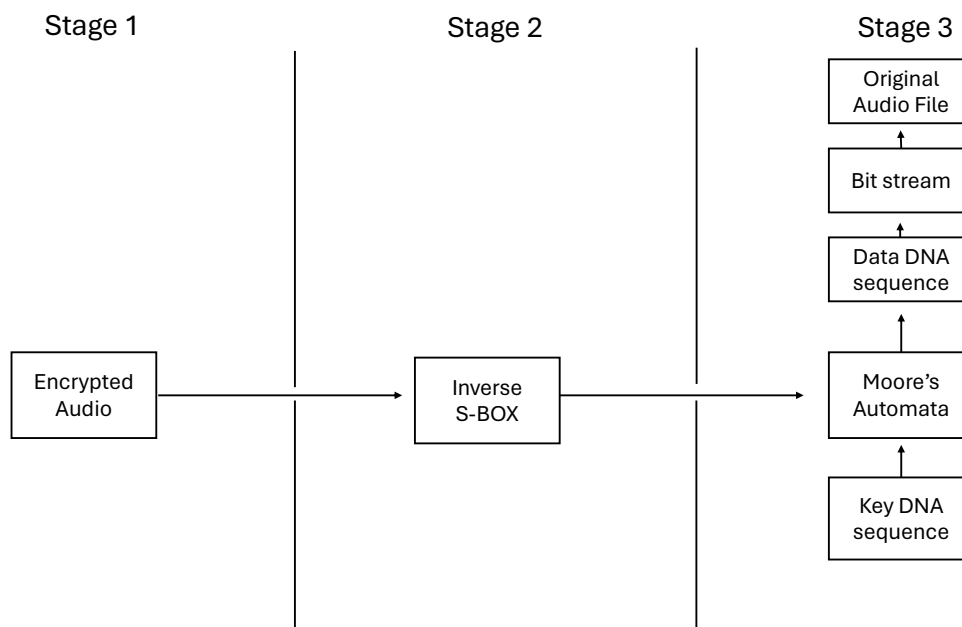 Stage 1
Stage 2
Stage 3
Original
Audio File
Bit stream
Data DNA
sequence
Encrypted
Audio
Inverse
S-BOX
Moore’s
Automata
Key DNA
sequence